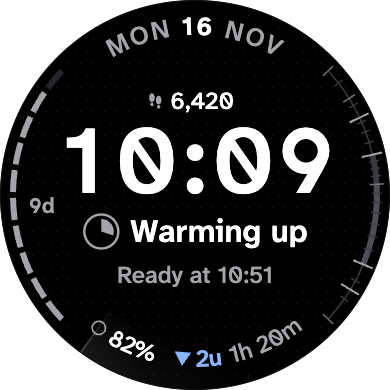 MON 16 NOV
6,420
10:09
9d
Warming up
Ready at 10:51
82% ▼2u 1h 20m